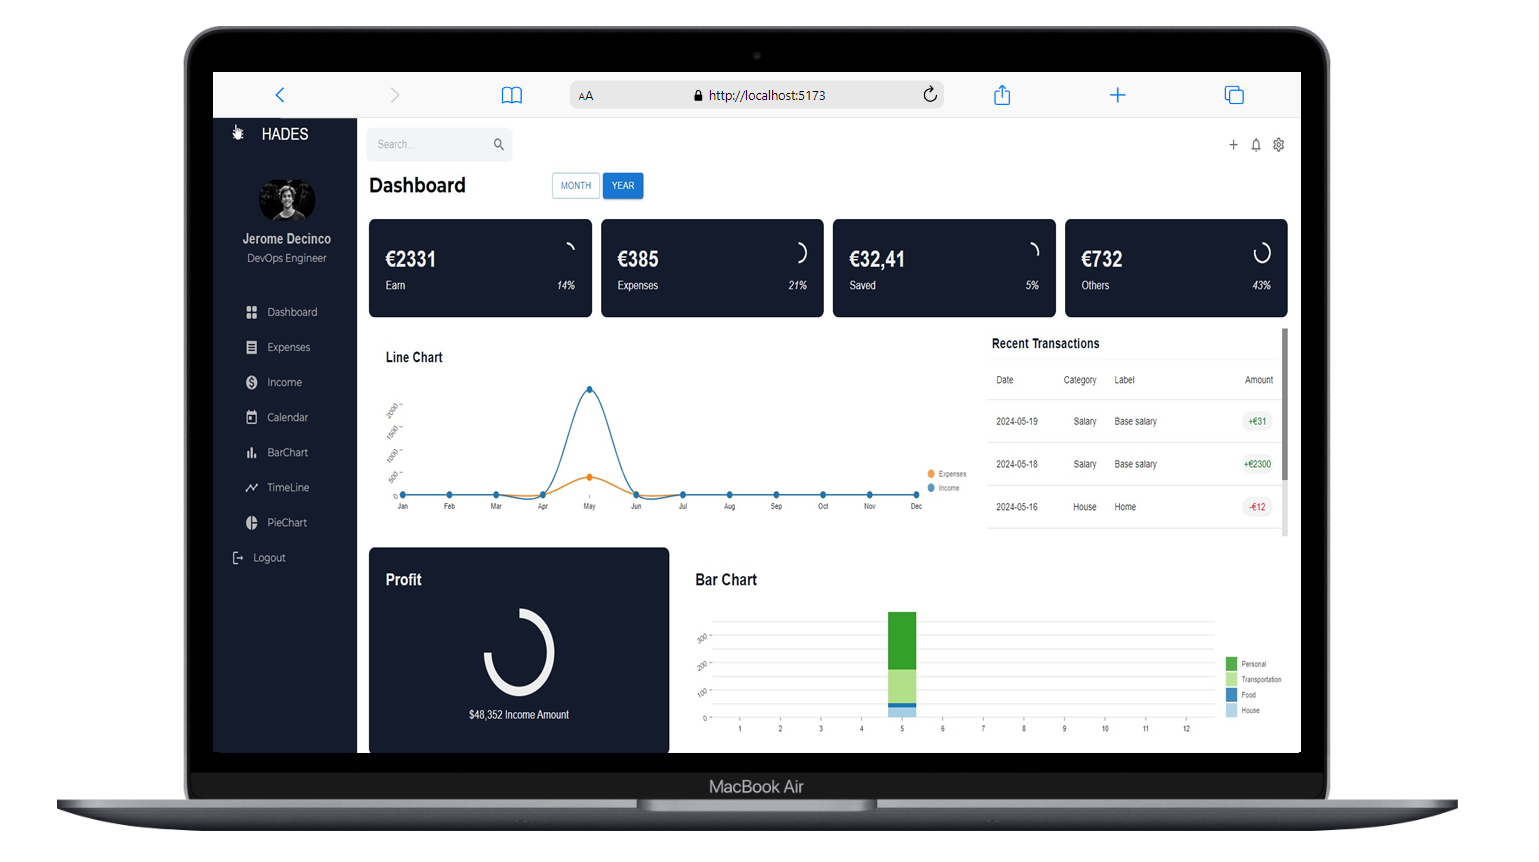 AA
http://localhost:5173
HADES
Search...
Dashboard
MONTH
YEAR
Jerome Decinco
DevOps Engineer
Dashboard
Expenses
Income
Calendar
BarChart
TimeLine
PieChart
Logout
€2331
Earn
14%
€385
Expenses
21%
€32,41
Saved
5%
€732
Others
43%
Line Chart
2000
1500
1000
500
0
Jan Feb Mar Apr May Jun Jul Aug Sep Oct Nov Dec
Expenses
Income
Recent Transactions
Date Category Label Amount
2024-05-19 Salary Base salary +€31
2024-05-18 Salary Base salary +€2300
2024-05-16 House Home -€12
Profit
$48,352 Income Amount
Bar Chart
300
200
100
0
1 2 3 4 5 6 7 8 9 10 11 12
Personal
Transportation
Food
House
MacBook Air